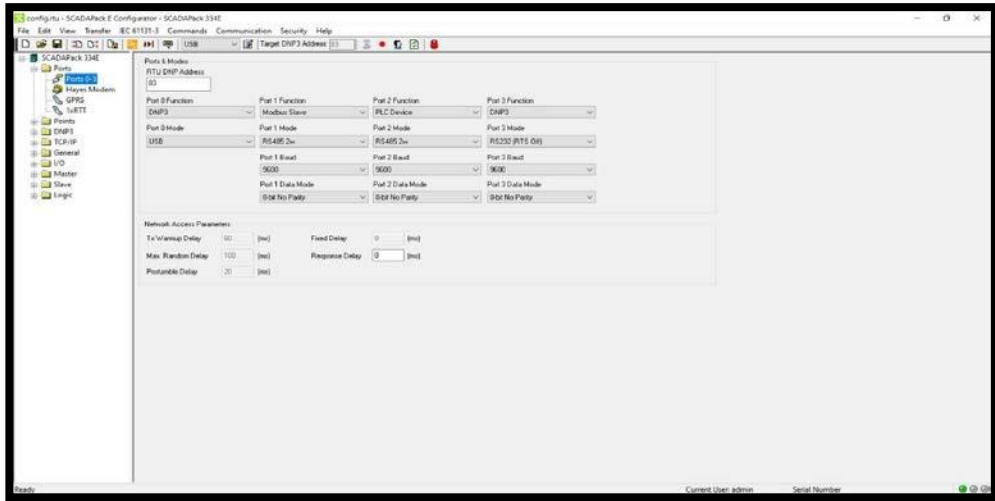 config.rtu - SCADAPack E Configurator - SCADAPack 334E
File Edit View Transfer IEC 61131-3 Commands Communication Security Help
USB Target DNP3 Address
SCADAPack 334E
Ports
Ports 0-3
Hayes Modem
GPRS
1xRTT
Points
DNP3
TCP/IP
General
I/O
Master
Slave
Logic
Ports & Modes
RTU DNP Address
Port 0 Function Port 1 Function Port 2 Function Port 3 Function
DNP3 Modbus Slave PLC Device DNP3
Port 0 Mode Port 1 Mode Port 2 Mode Port 3 Mode
USB RS485 2w RS485 2w RS232 (RTS Off)
Port 1 Baud Port 2 Baud Port 3 Baud
9600 9600 9600
Port 1 Data Mode Port 2 Data Mode Port 3 Data Mode
8-bit No Parity 8-bit No Parity 8-bit No Parity
Network Access Parameters
Tx Warmup Delay 60 (ms) Fixed Delay 0 (ms)
Max. Random Delay 100 (ms) Response Delay 0 (ms)
Postamble Delay 20 (ms)
Ready Current User: admin Serial Number